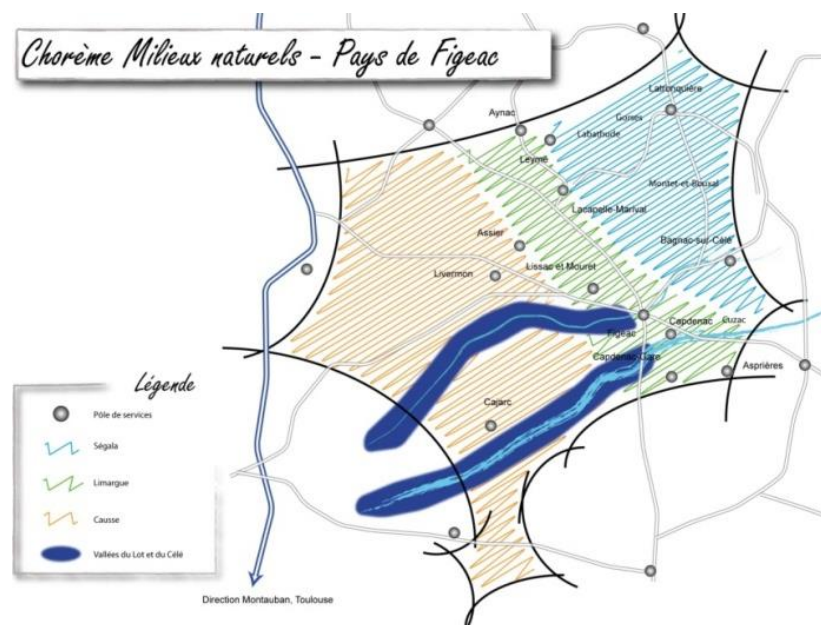 Chorème Milieux naturels - Pays de Figeac
Latronquière
Aynac
Gorses
Labathude
Leyme
Montet-et-Bouxal
Lacapelle-Marival
Assier
Bagnac-sur-Célé
Lissac et Mouret
Livernon
Capdenac
Cuzac
Figeac
Capdenac-Gare
Asprières
Cajarc
Légende
Pôle de services
Ségala
Limargue
Causse
Vallées du Lot et du Célé
Direction Montauban, Toulouse